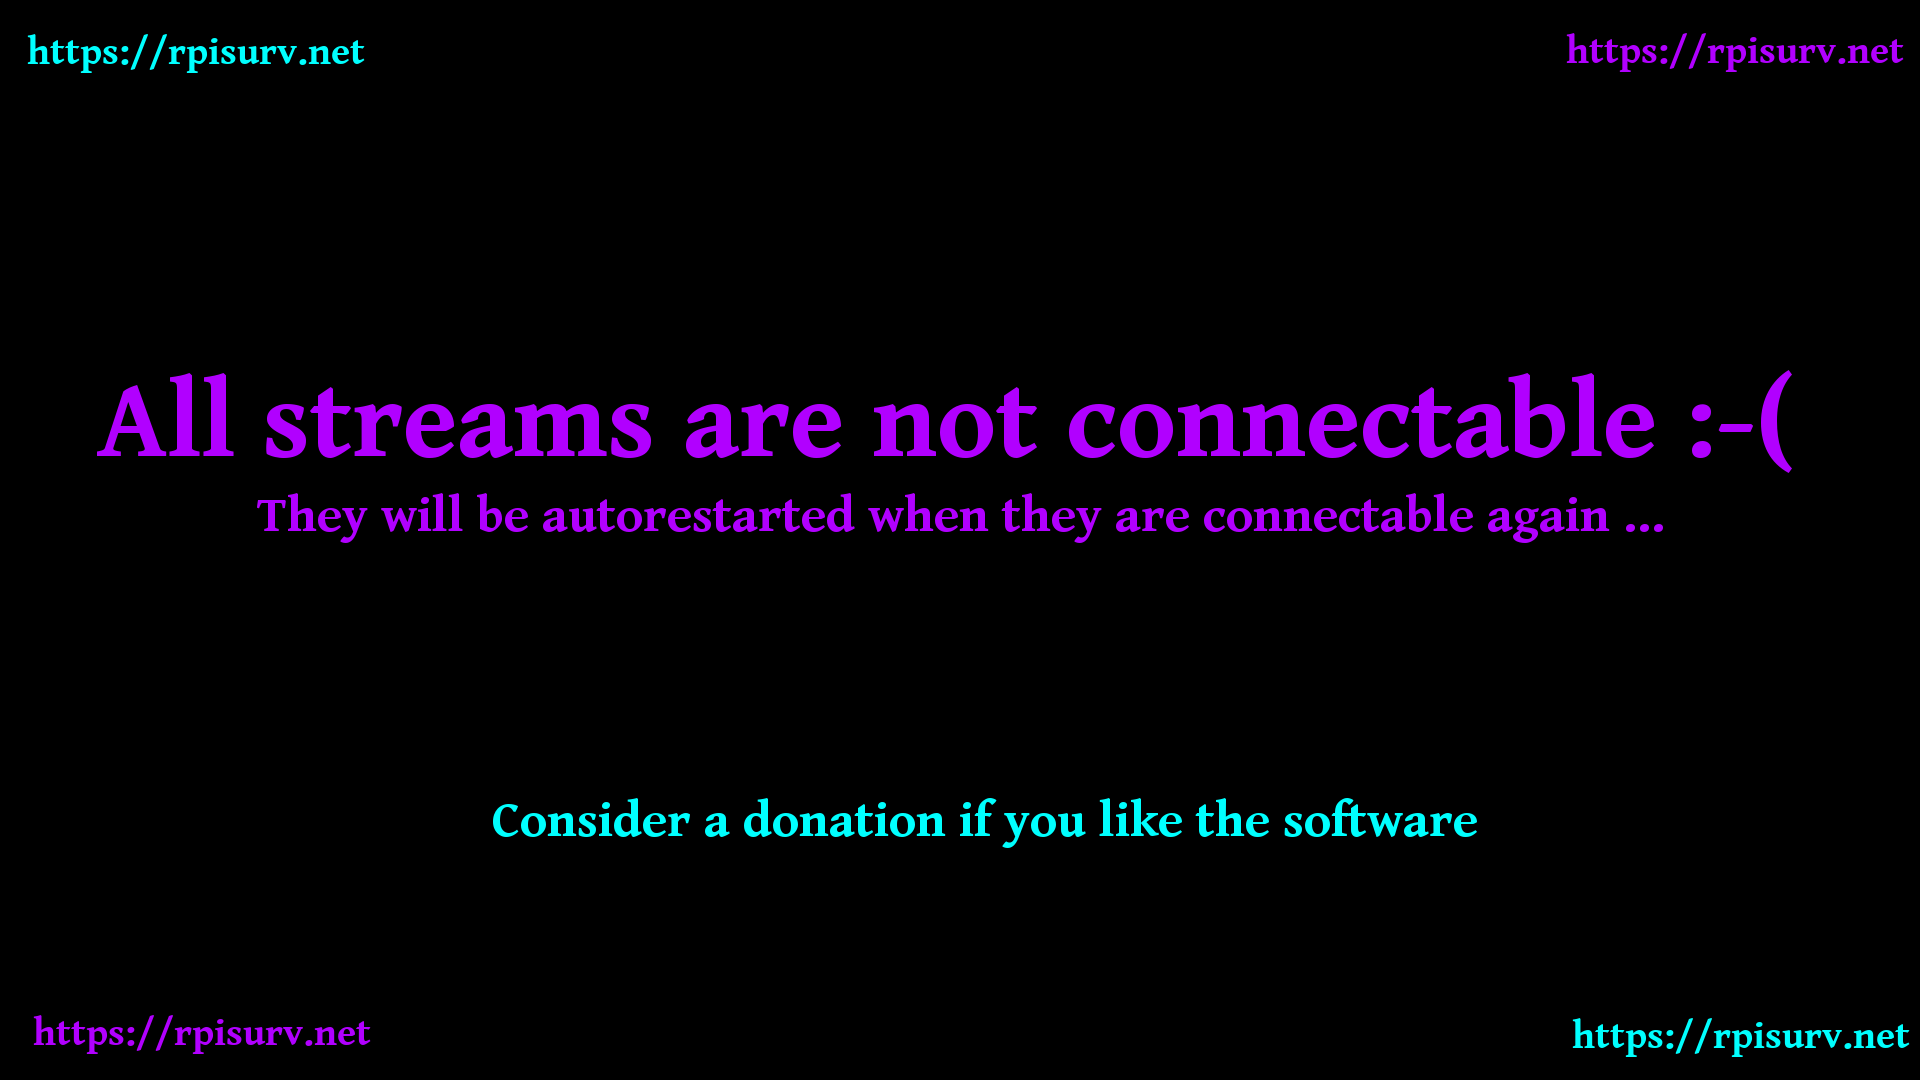 https://rpisurv.net
https://rpisurv.net
All streams are not connectable :-(
They will be autorestarted when they are connectable again ...
Consider a donation if you like the software
https://rpisurv.net
https://rpisurv.net